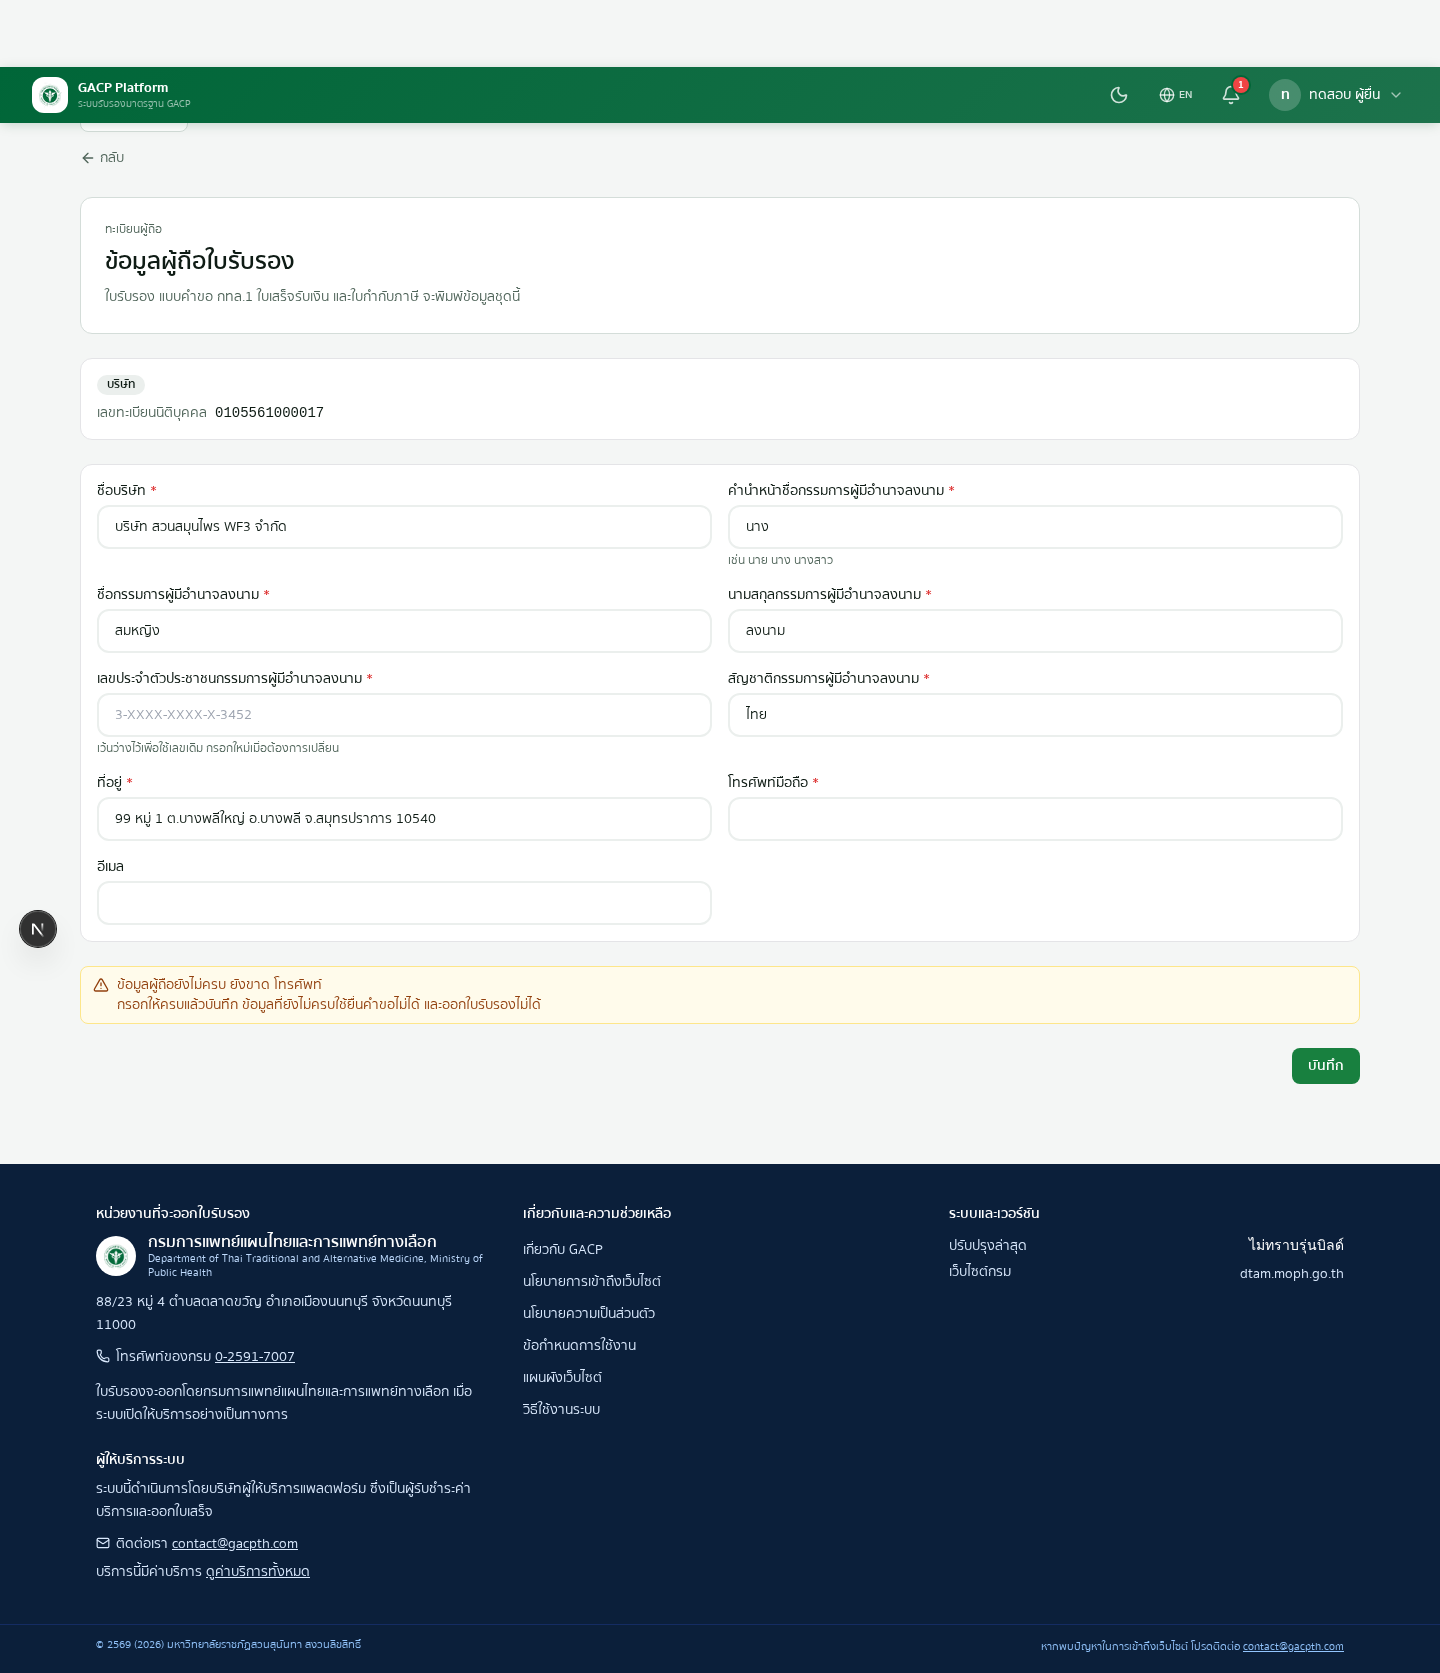 GACP Platform
ระบบรับรองมาตรฐาน GACP
EN
1
ท
ทดสอบ ผู้ยื่น
กลับ
ทะเบียนผู้ถือ
ข้อมูลผู้ถือใบรับรอง
ใบรับรอง แบบคำขอ กทล.1 ใบเสร็จรับเงิน และใบกำกับภาษี จะพิมพ์ข้อมูลชุดนี้
บริษัท
เลขทะเบียนนิติบุคคล 0105561000017
ชื่อบริษัท *
คำนำหน้าชื่อกรรมการผู้มีอำนาจลงนาม *
บริษัท สวนสมุนไพร WF3 จำกัด
นาง
เช่น นาย นาง นางสาว
ชื่อกรรมการผู้มีอำนาจลงนาม *
นามสกุลกรรมการผู้มีอำนาจลงนาม *
สมหญิง
ลงนาม
เลขประจำตัวประชาชนกรรมการผู้มีอำนาจลงนาม *
สัญชาติกรรมการผู้มีอำนาจลงนาม *
3-XXXX-XXXX-X-3452
ไทย
เว้นว่างไว้เพื่อใช้เลขเดิม กรอกใหม่เมื่อต้องการเปลี่ยน
ที่อยู่ *
โทรศัพท์มือถือ *
99 หมู่ 1 ต.บางพลีใหญ่ อ.บางพลี จ.สมุทรปราการ 10540
อีเมล
N
ข้อมูลผู้ถือยังไม่ครบ ยังขาด โทรศัพท์
กรอกให้ครบแล้วบันทึก ข้อมูลที่ยังไม่ครบใช้ยื่นคำขอไม่ได้ และออกใบรับรองไม่ได้
บันทึก
หน่วยงานที่จะออกใบรับรอง
กรมการแพทย์แผนไทยและการแพทย์ทางเลือก
Department of Thai Traditional and Alternative Medicine, Ministry of
Public Health
88/23 หมู่ 4 ตำบลตลาดขวัญ อำเภอเมืองนนทบุรี จังหวัดนนทบุรี
11000
โทรศัพท์ของกรม 0-2591-7007
ใบรับรองจะออกโดยกรมการแพทย์แผนไทยและการแพทย์ทางเลือก เมื่อ
ระบบเปิดให้บริการอย่างเป็นทางการ
ผู้ให้บริการระบบ
ระบบนี้ดำเนินการโดยบริษัทผู้ให้บริการแพลตฟอร์ม ซึ่งเป็นผู้รับชำระค่า
บริการและออกใบเสร็จ
ติดต่อเรา contact@gacpth.com
บริการนี้มีค่าบริการ ดูค่าบริการทั้งหมด
เกี่ยวกับและความช่วยเหลือ
เกี่ยวกับ GACP
นโยบายการเข้าถึงเว็บไซต์
นโยบายความเป็นส่วนตัว
ข้อกำหนดการใช้งาน
แผนผังเว็บไซต์
วิธีใช้งานระบบ
ระบบและเวอร์ชัน
ปรับปรุงล่าสุด ไม่ทราบรุ่นบิลด์
เว็บไซต์กรม dtam.moph.go.th
© 2569 (2026) มหาวิทยาลัยราชภัฏสวนสุนันทา สงวนลิขสิทธิ์
หากพบปัญหาในการเข้าถึงเว็บไซต์ โปรดติดต่อ contact@gacpth.com